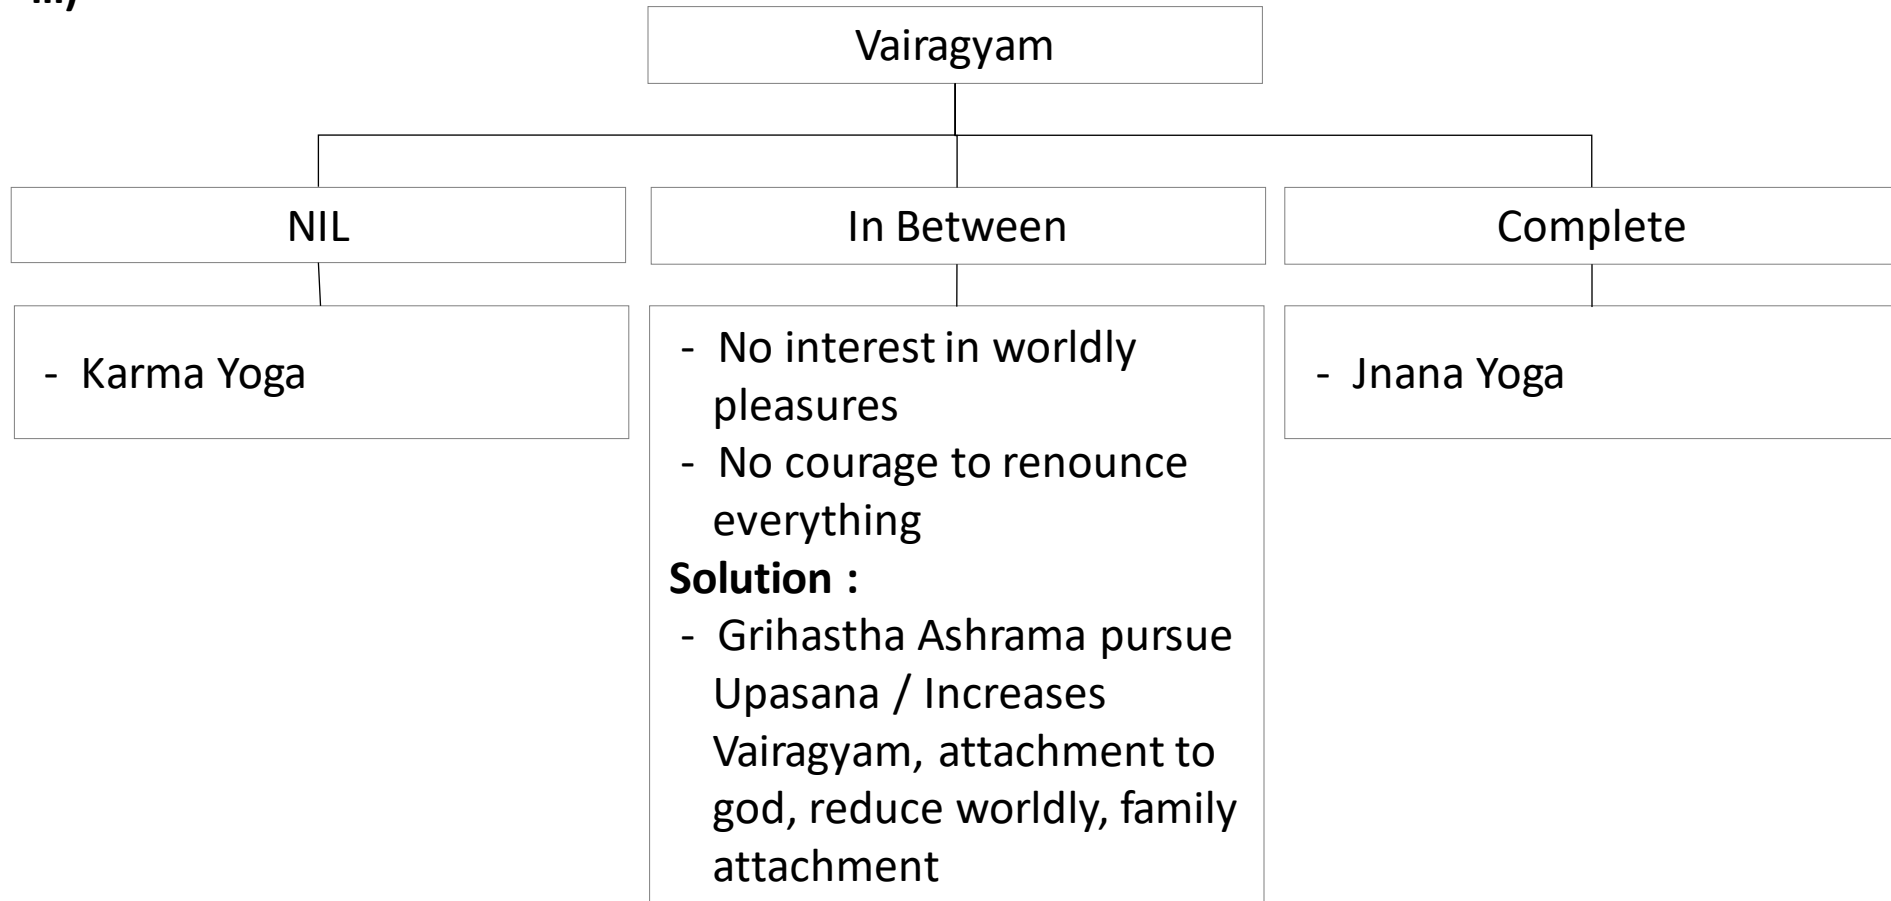 Vairagyam
NIL
In Between
Complete
- Karma Yoga
- No interest in worldly
pleasures
- No courage to renounce
everything
Solution :
- Grihastha Ashrama pursue
Upasana / Increases
Vairagyam, attachment to
god, reduce worldly, family
attachment
- Jnana Yoga